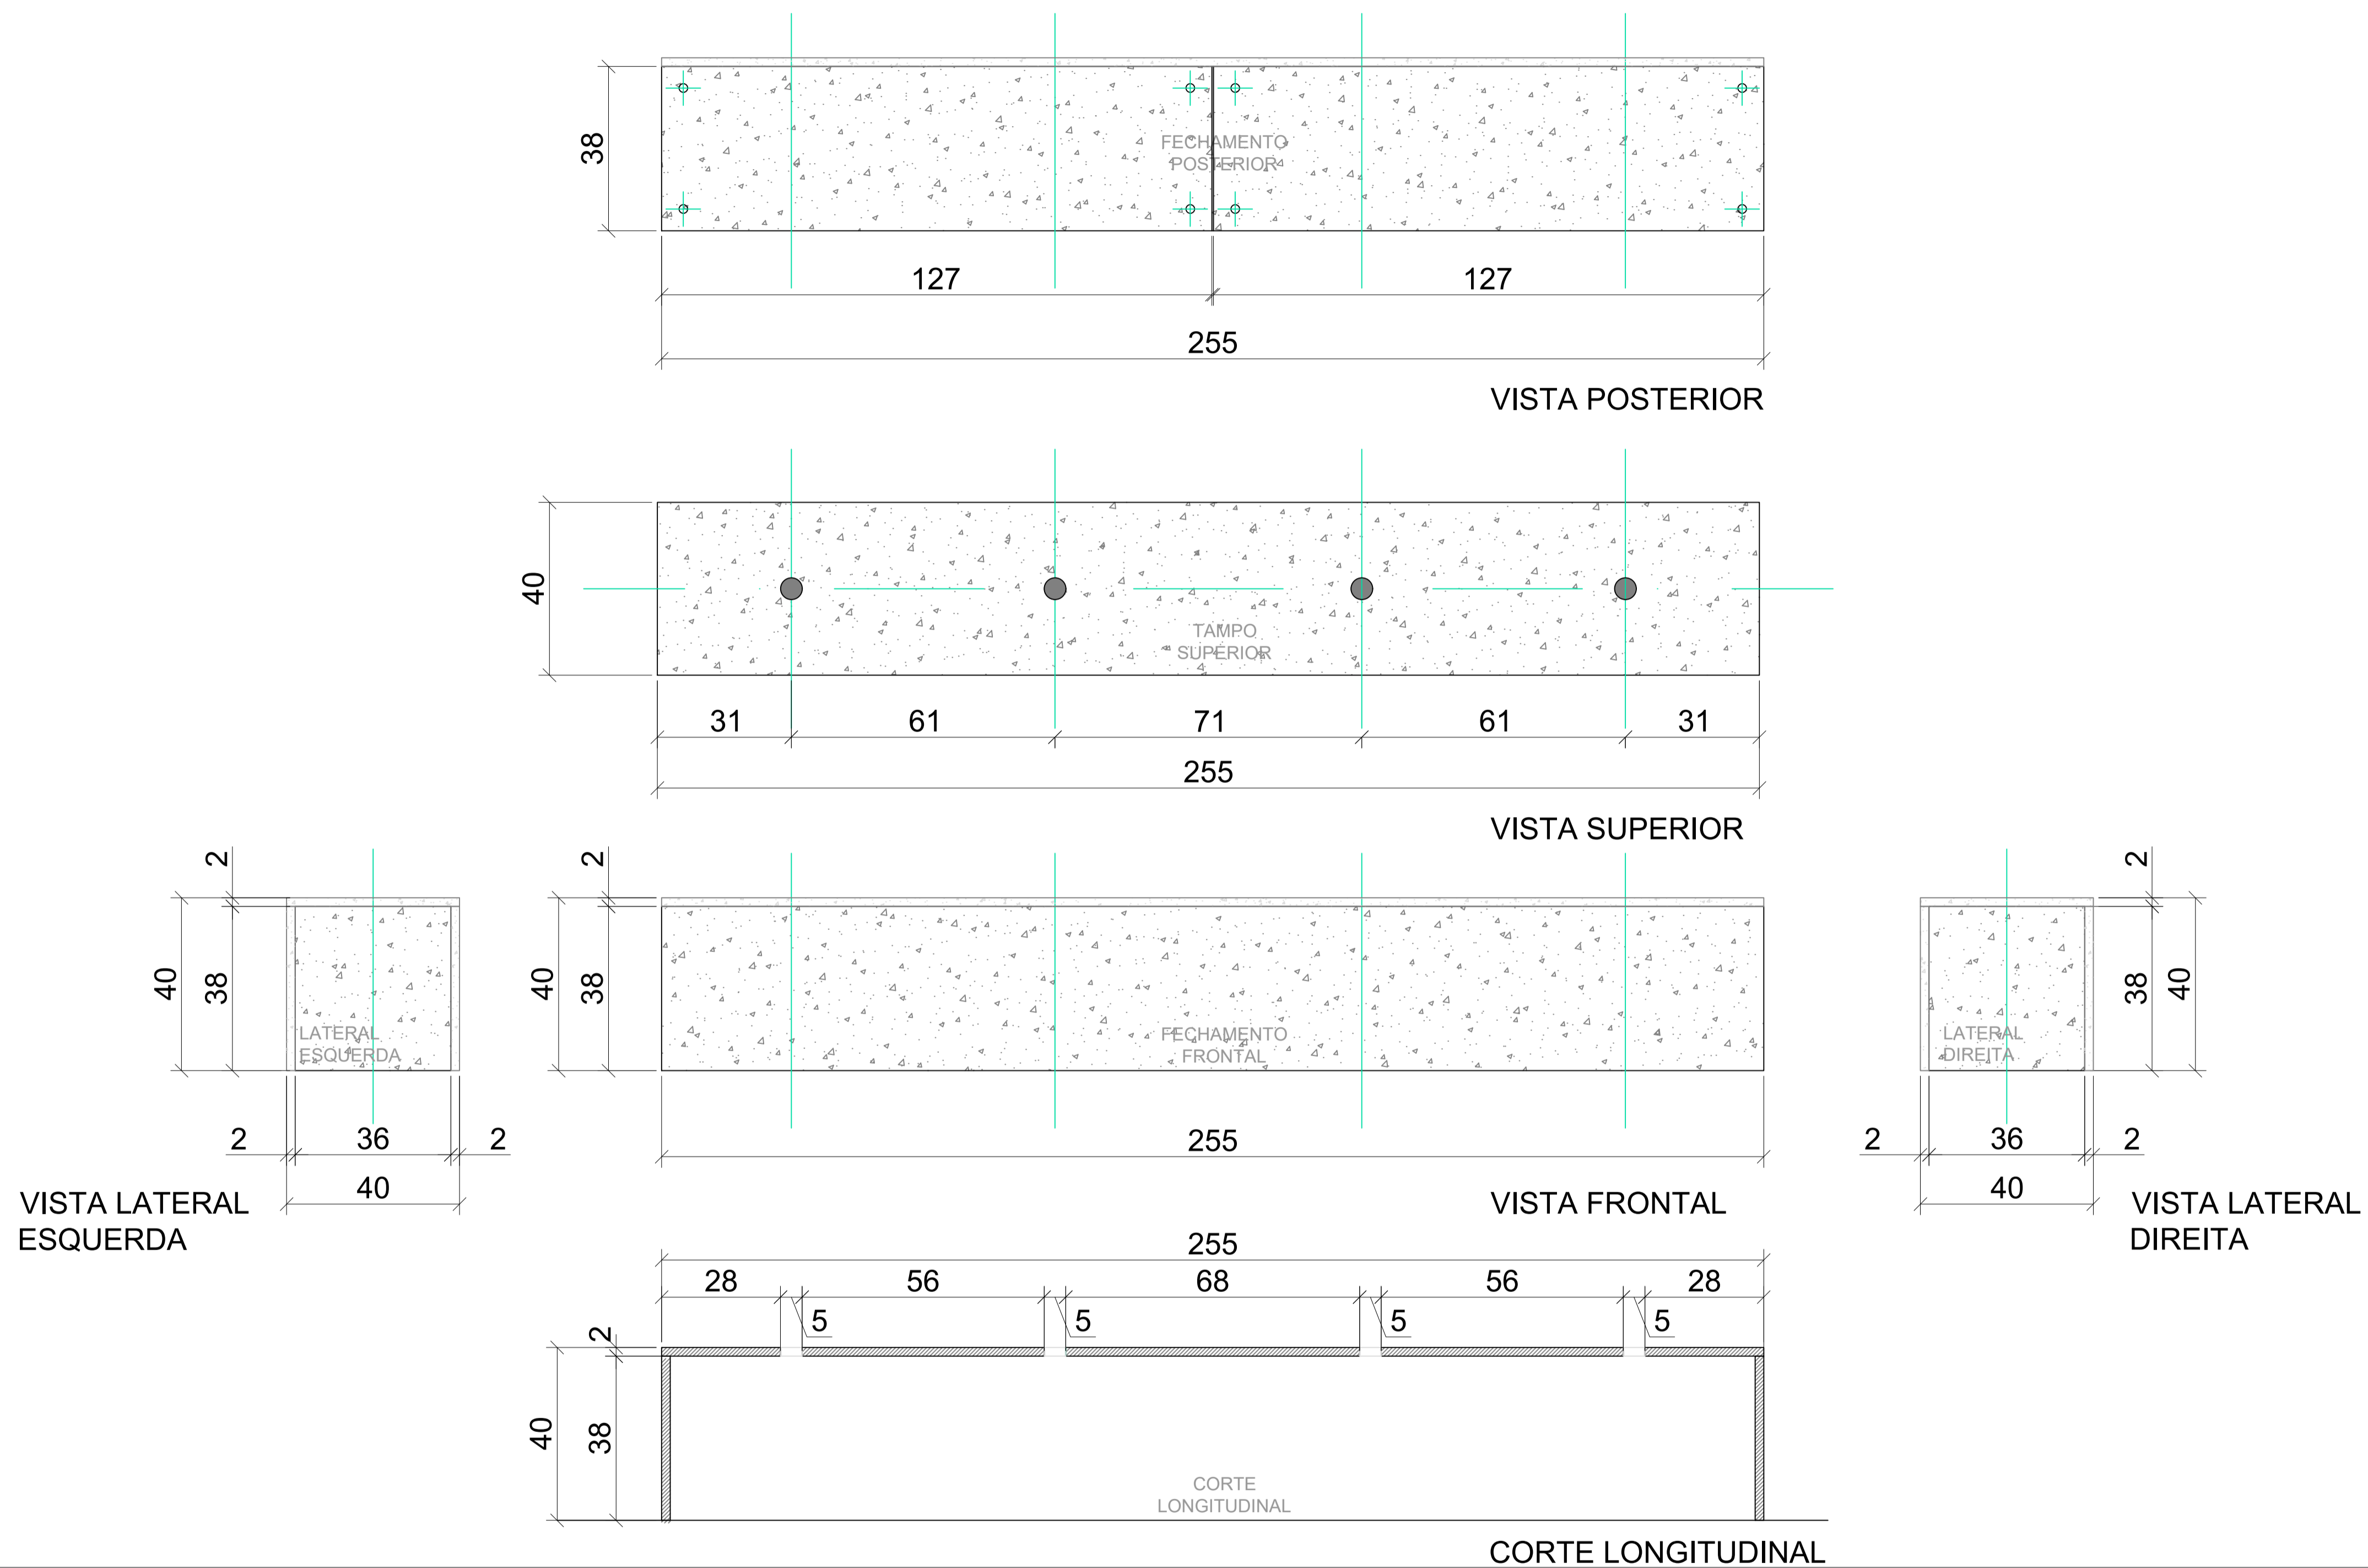 38
FECHAMENTO
POSTERIOR
127
127
255
VISTA POSTERIOR
40
TAMPO
SUPERIOR
31
61
71
61
31
255
VISTA SUPERIOR
2
40
38
LATERAL
ESQUERDA
2
36
2
40
VISTA LATERAL
ESQUERDA
2
40
38
FECHAMENTO
FRONTAL
255
VISTA FRONTAL
2
38
40
LATERAL
DIREITA
2
36
2
40
VISTA LATERAL
DIREITA
255
28
56
68
56
28
5
5
5
5
2
40
38
CORTE
LONGITUDINAL
CORTE LONGITUDINAL